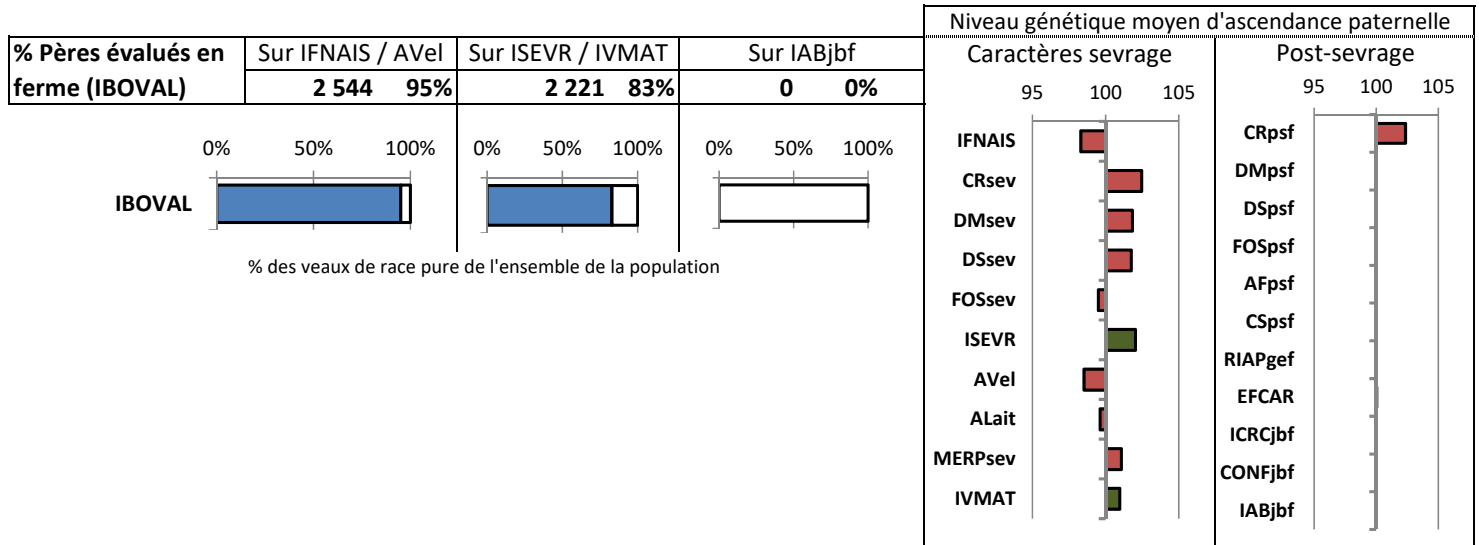 Niveau génétique moyen d'ascendance paternelle
% Pères évalués en ferme (IBOVAL)
Sur IFNAIS / AVel
Sur ISEVR / IVMAT
Sur IABjbf
2 544 95%
2 221 83%
0 0%
0% 50% 100%
0% 50% 100%
0% 50% 100%
IBOVAL
% des veaux de race pure de l'ensemble de la population
Caractères sevrage
95 100 105
IFNAIS
CRsev
DMsev
DSsev
FOSsev
ISEVR
AVel
ALait
MERPsev
IVMAT
Post-sevrage
95 100 105
CRpsf
DMpsf
DSpsf
FOSpsf
AFpsf
CSpsf
RIAPgef
EFCAR
ICRCjbf
CONFjbf
IABjbf